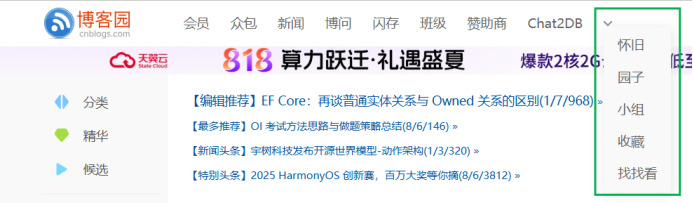 博客园
cnblogs.com
会员 众包 新闻 博问 闪存 班级 赞助商 Chat2DB
怀旧
园子
小组
收藏
找找看
天翼云
State Cloud
818 算力跃迁·礼遇盛夏 爆款2核2G
低至
分类
精华
候选
【编辑推荐】EF Core：再谈普通实体关系与 Owned 关系的区别(1/7/968) »
【最多推荐】OI 考试方法思路与做题策略总结(8/6/146) »
【新闻头条】宇树科技发布开源世界模型-动作架构(1/3/320) »
【特别头条】2025 HarmonyOS 创新赛，百万大奖等你摘(8/6/3812) »